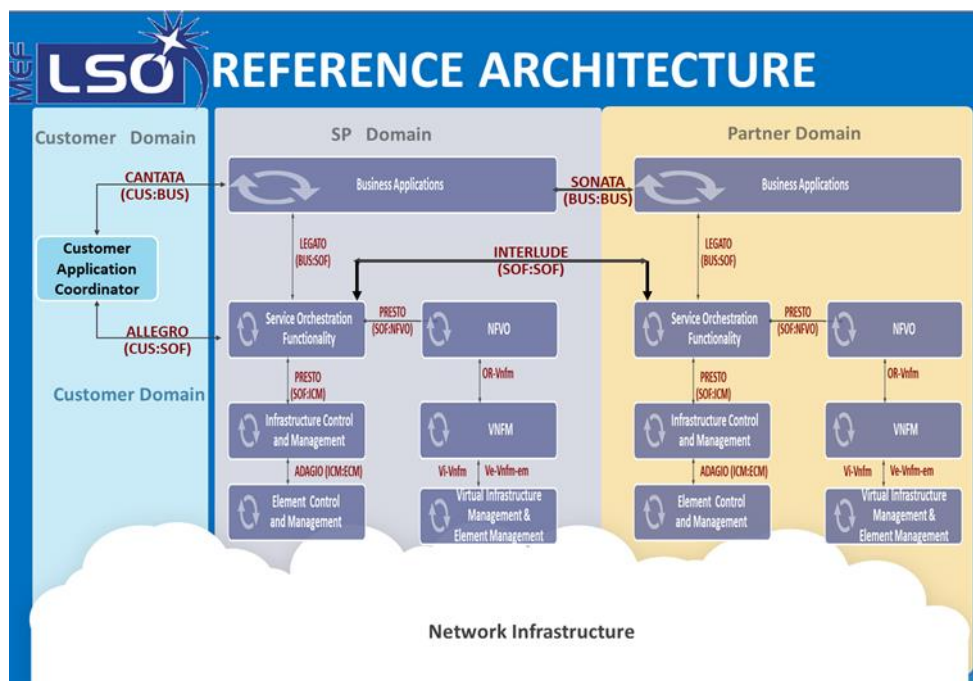 MEF
LSO
REFERENCE ARCHITECTURE
Customer Domain
SP Domain
Partner Domain
CANTATA
(CUS:BUS)
Business Applications
SONATA
(BUS:BUS)
Business Applications
Customer
Application
Coordinator
LEGATO
(BUS:SOF)
INTERLUDE
(SOF:SOF)
LEGATO
(BUS:SOF)
ALLEGRO
(CUS:SOF)
Service Orchestration
Functionality
PRESTO
(SOF:NFVO)
NFVO
Service Orchestration
Functionality
PRESTO
(SOF:NFVO)
NFVO
Customer Domain
PRESTO
(SOF:ICM)
OR-Vnfm
PRESTO
(SOF:ICM)
OR-Vnfm
Infrastructure Control
and Management
VNFM
Infrastructure Control
and Management
VNFM
ADAGIO (ICM:ECM)
Vi-Vnfm
Ve-Vnfm-em
ADAGIO (ICM:ECM)
Vi-Vnfm
Ve-Vnfm-em
Element Control
and Management
Virtual Infrastructure
Management &
Element Management
Element Control
and Management
Virtual Infrastructure
Management &
Element Management
Network Infrastructure